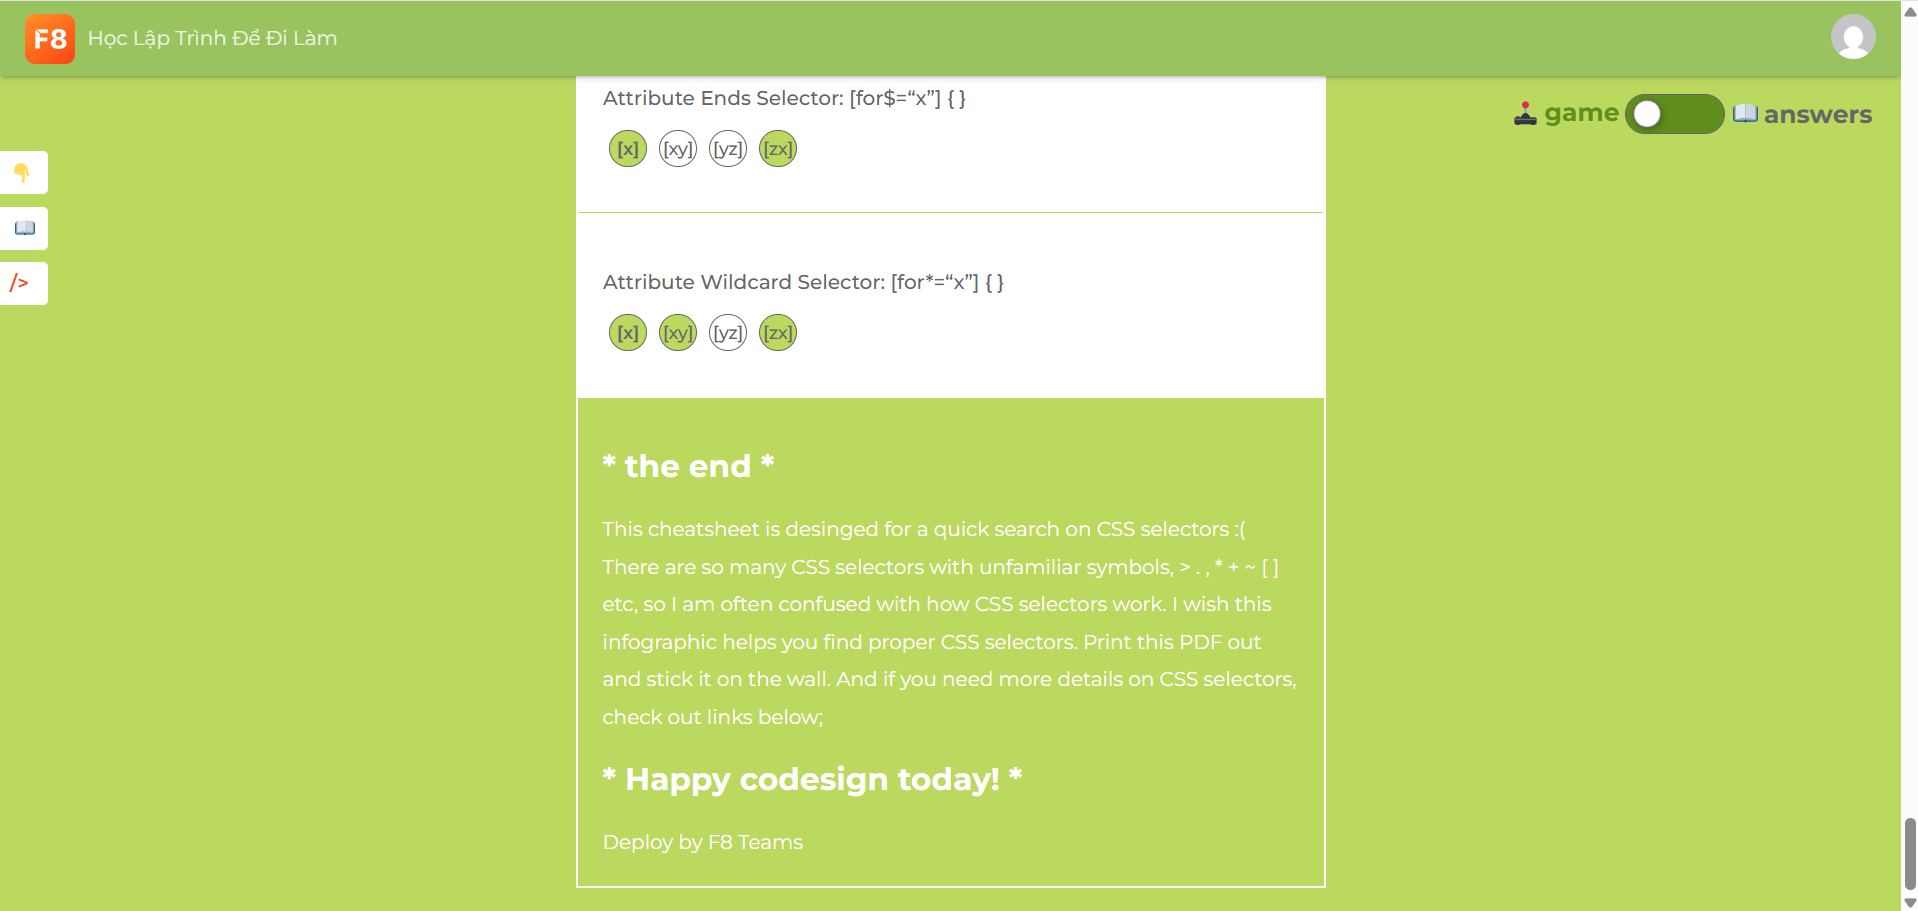 F8 Học Lập Trình Để Đi Làm
game answers
Attribute Ends Selector: [for$=“x”] { }
[x] [xy] [yz] [zx]
/>
Attribute Wildcard Selector: [for*=“x”] { }
[x] [xy] [yz] [zx]
* the end *
This cheatsheet is desinged for a quick search on CSS selectors :(
There are so many CSS selectors with unfamiliar symbols, > . , * + ~ [ ]
etc, so I am often confused with how CSS selectors work. I wish this
infographic helps you find proper CSS selectors. Print this PDF out
and stick it on the wall. And if you need more details on CSS selectors,
check out links below;
* Happy codesign today! *
Deploy by F8 Teams